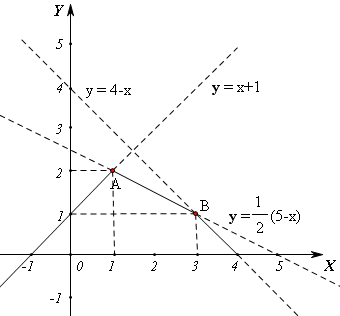 Y
5
y = 4-x
4
y = x+1
3
2
A
B
1
y = 1/2 (5-x)
-1 0 1 2 3 4 5 X
-1